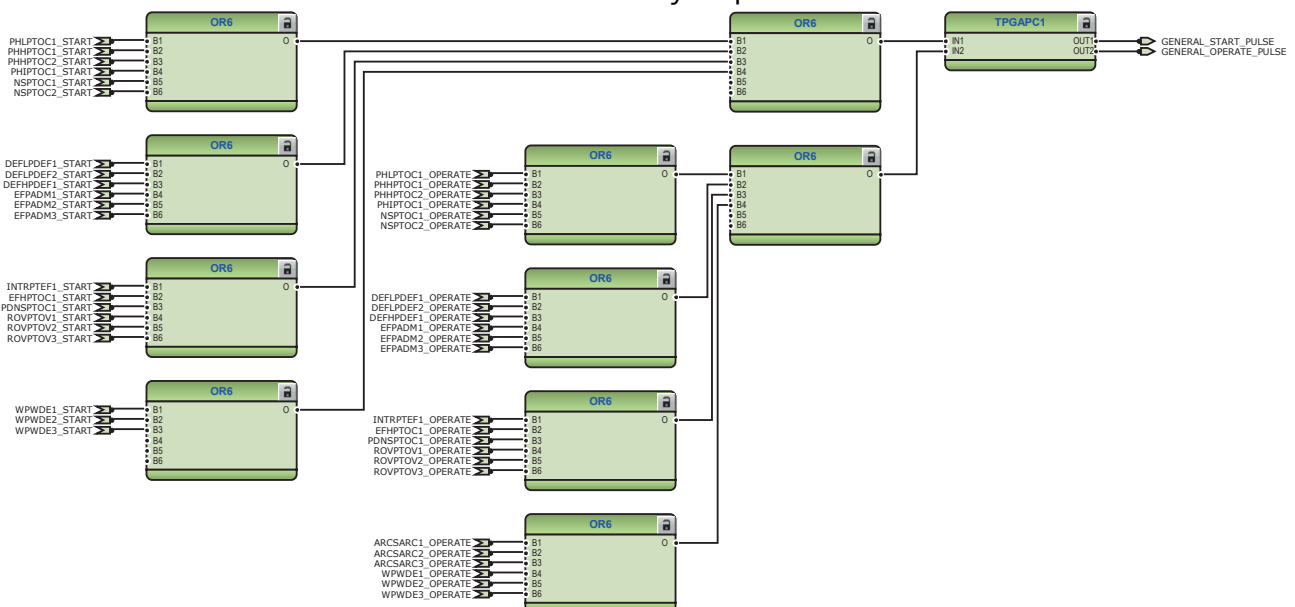 OR6
PHLPTOC1_START B1 O
PHHPTOC1_START B2
PHHPTOC2_START B3
PHIPTOC1_START B4
NSPTOC1_START B5
NSPTOC2_START B6
OR6
B1 O
B2
B3
B4
B5
B6
TPGAPC1
IN1 OUT1 GENERAL_START_PULSE
IN2 OUT2 GENERAL_OPERATE_PULSE
OR6
DEFLPDEF1_START B1 O
DEFLPDEF2_START B2
DEFHPDEF1_START B3
EFPADM1_START B4
EFPADM2_START B5
EFPADM3_START B6
OR6
PHLPTOC1_OPERATE B1 O
PHHPTOC1_OPERATE B2
PHHPTOC2_OPERATE B3
PHIPTOC1_OPERATE B4
NSPTOC1_OPERATE B5
NSPTOC2_OPERATE B6
OR6
B1 O
B2
B3
B4
B5
B6
OR6
INTRPTEF1_START B1 O
EFHPTOC1_START B2
PDNSPTOC1_START B3
ROVPTOV1_START B4
ROVPTOV2_START B5
ROVPTOV3_START B6
OR6
DEFLPDEF1_OPERATE B1 O
DEFLPDEF2_OPERATE B2
DEFHPDEF1_OPERATE B3
EFPADM1_OPERATE B4
EFPADM2_OPERATE B5
EFPADM3_OPERATE B6
OR6
WPWDE1_START B1 O
WPWDE2_START B2
WPWDE3_START B3
B4
B5
B6
OR6
INTRPTEF1_OPERATE B1 O
EFHPTOC1_OPERATE B2
PDNSPTOC1_OPERATE B3
ROVPTOV1_OPERATE B4
ROVPTOV2_OPERATE B5
ROVPTOV3_OPERATE B6
OR6
ARCSARC1_OPERATE B1 O
ARCSARC2_OPERATE B2
ARCSARC3_OPERATE B3
WPWDE1_OPERATE B4
WPWDE2_OPERATE B5
WPWDE3_OPERATE B6